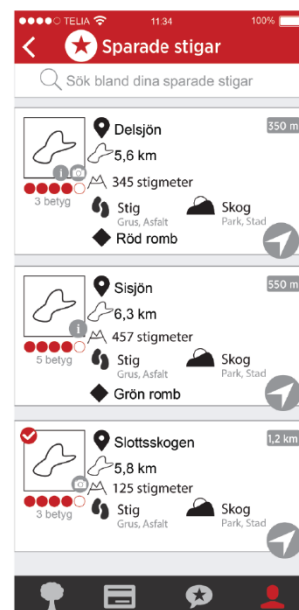 TELIA 11:34 100%
Sparade stigar
Sök bland dina sparade stigar
Delsjön 350 m
5,6 km
345 stigmeter
3 betyg
Stig Skog
Grus, Asfalt Park, Stad
Röd romb
Sisjön 550 m
6,3 km
457 stigmeter
5 betyg
Stig Skog
Grus, Asfalt Park, Stad
Grön romb
Slottsskogen 1,2 km
5,8 km
125 stigmeter
3 betyg
Stig Skog
Grus, Asfalt Park, Stad